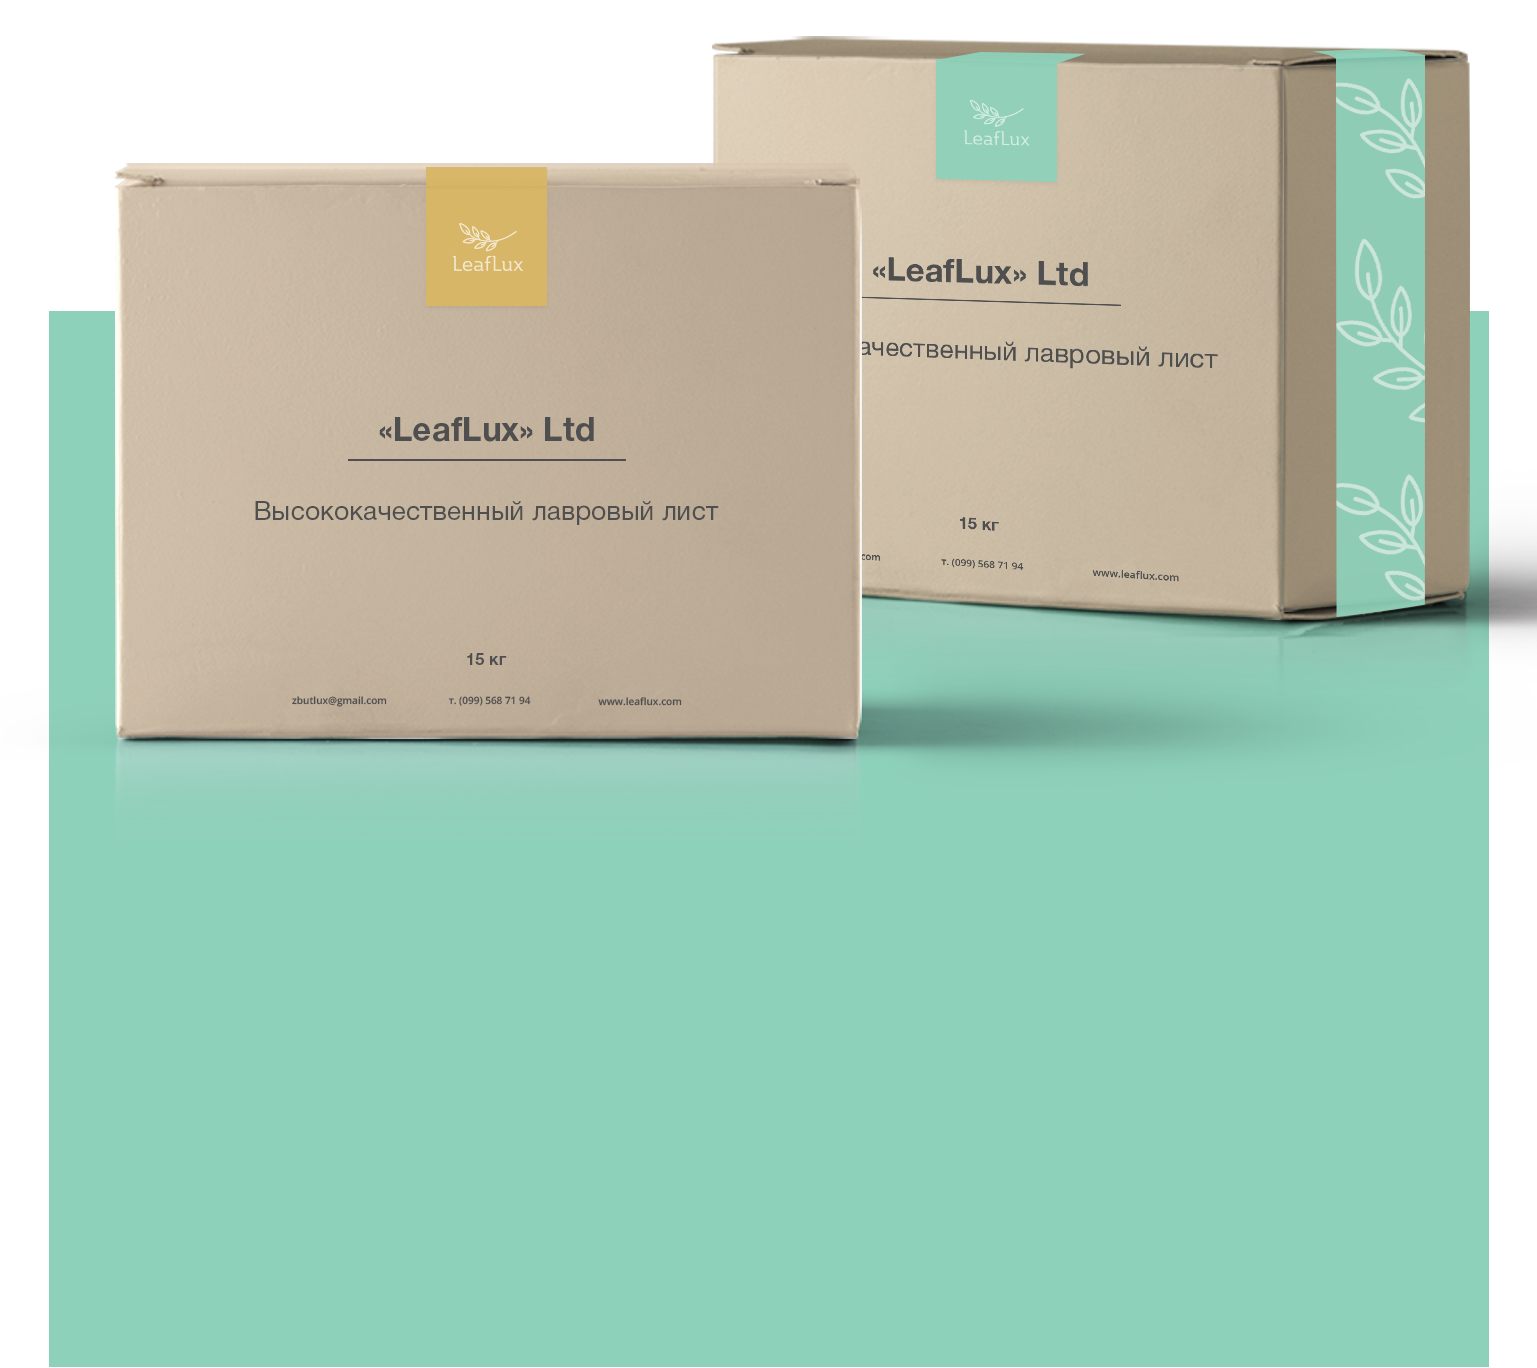 LeafLux
«LeafLux» Ltd
Высококачественный лавровый лист
15 кг
zbutlux@gmail.com т. (099) 568 71 94 www.leaflux.com
LeafLux
«LeafLux» Ltd
ачественный лавровый лист
15 кг
com т. (099) 568 71 94 www.leaflux.com